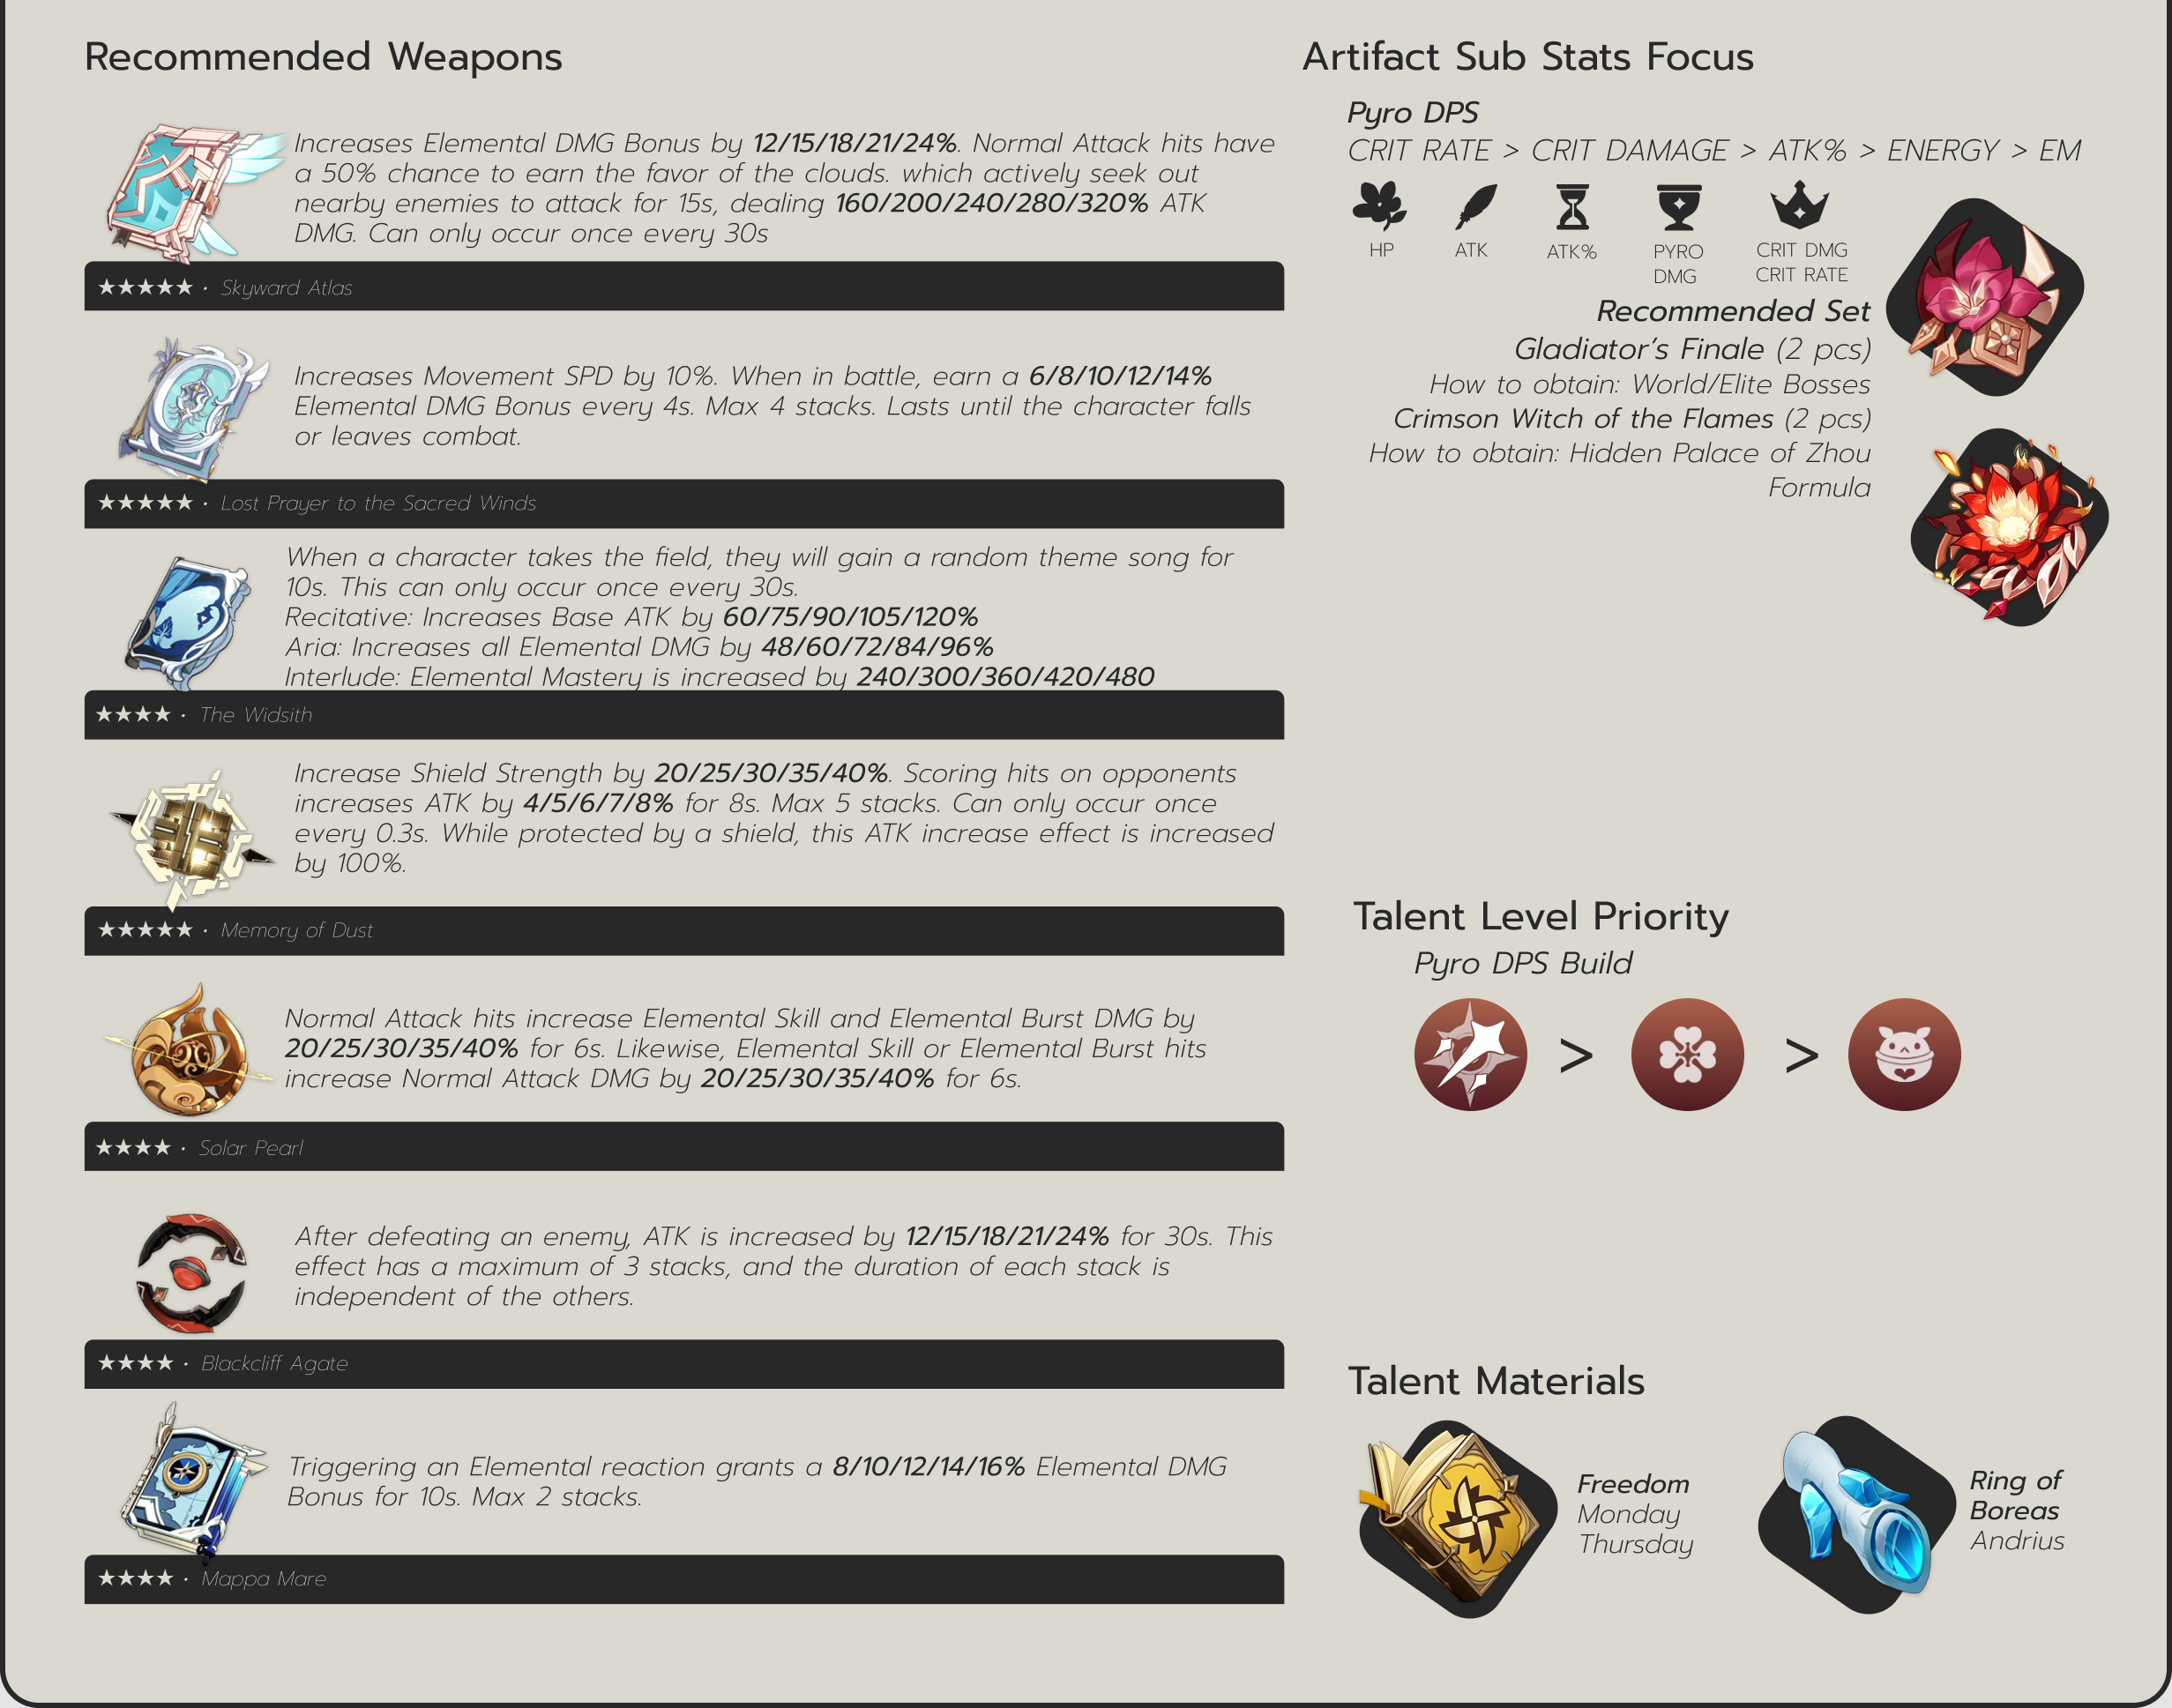 Recommended Weapons
Increases Elemental DMG Bonus by 12/15/18/21/24%. Normal Attack hits have
a 50% chance to earn the favor of the clouds. which actively seek out
nearby enemies to attack for 15s, dealing 160/200/240/280/320% ATK
DMG. Can only occur once every 30s
★★★★★ · Skyward Atlas
Increases Movement SPD by 10%. When in battle, earn a 6/8/10/12/14%
Elemental DMG Bonus every 4s. Max 4 stacks. Lasts until the character falls
or leaves combat.
★★★★★ · Lost Prayer to the Sacred Winds
When a character takes the field, they will gain a random theme song for
10s. This can only occur once every 30s.
Recitative: Increases Base ATK by 60/75/90/105/120%
Aria: Increases all Elemental DMG by 48/60/72/84/96%
Interlude: Elemental Mastery is increased by 240/300/360/420/480
★★★★ · The Widsith
Increase Shield Strength by 20/25/30/35/40%. Scoring hits on opponents
increases ATK by 4/5/6/7/8% for 8s. Max 5 stacks. Can only occur once
every 0.3s. While protected by a shield, this ATK increase effect is increased
by 100%.
★★★★★ · Memory of Dust
Normal Attack hits increase Elemental Skill and Elemental Burst DMG by
20/25/30/35/40% for 6s. Likewise, Elemental Skill or Elemental Burst hits
increase Normal Attack DMG by 20/25/30/35/40% for 6s.
★★★★ · Solar Pearl
After defeating an enemy, ATK is increased by 12/15/18/21/24% for 30s. This
effect has a maximum of 3 stacks, and the duration of each stack is
independent of the others.
★★★★ · Blackcliff Agate
Triggering an Elemental reaction grants a 8/10/12/14/16% Elemental DMG
Bonus for 10s. Max 2 stacks.
★★★★ · Mappa Mare
Artifact Sub Stats Focus
Pyro DPS
CRIT RATE > CRIT DAMAGE > ATK% > ENERGY > EM
HP
ATK
ATK%
PYRO
DMG
CRIT DMG
CRIT RATE
Recommended Set
Gladiator's Finale (2 pcs)
How to obtain: World/Elite Bosses
Crimson Witch of the Flames (2 pcs)
How to obtain: Hidden Palace of Zhou
Formula
Talent Level Priority
Pyro DPS Build
> >
Talent Materials
Freedom
Monday
Thursday
Ring of
Boreas
Andrius